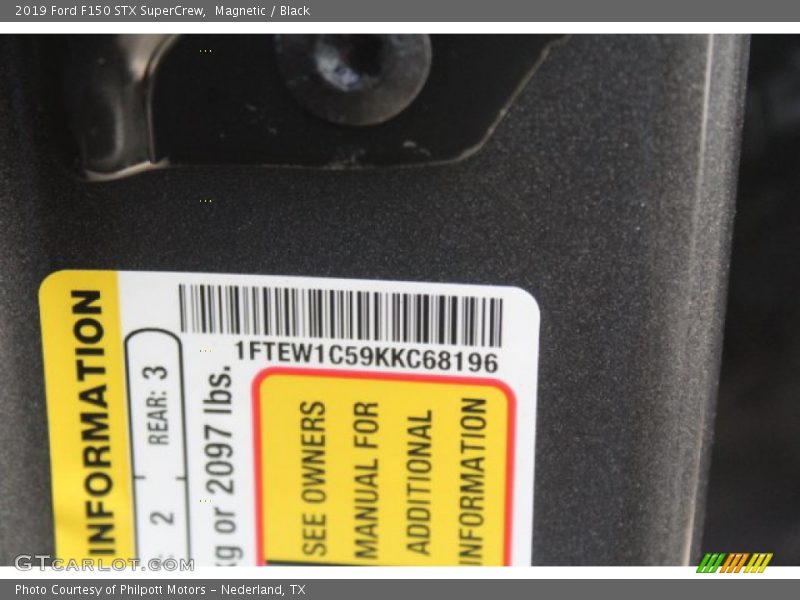 2019 Ford F150 STX SuperCrew, Magnetic / Black
1FTEW1C59KKC68196
INFORMATION
REAR: 3
2
kg or 2097 lbs.
SEE OWNERS
MANUAL FOR
ADDITIONAL
INFORMATION
GTCARLOT.COM
Photo Courtesy of Philpott Motors - Nederland, TX